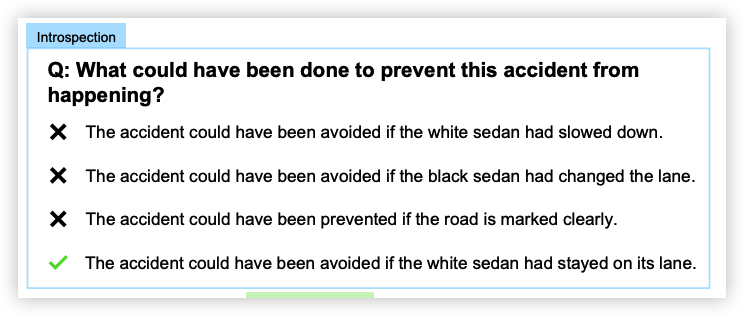 Introspection
Q: What could have been done to prevent this accident from
happening?
The accident could have been avoided if the white sedan had slowed down.
The accident could have been avoided if the black sedan had changed the lane.
The accident could have been prevented if the road is marked clearly.
The accident could have been avoided if the white sedan had stayed on its lane.